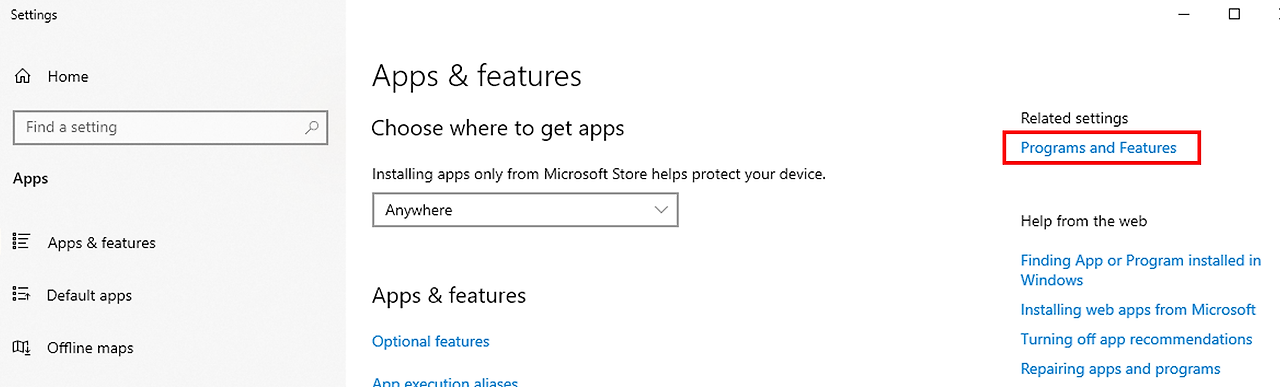 Settings
Home
Find a setting
Apps
Apps & features
Default apps
Offline maps
Apps & features
Choose where to get apps
Installing apps only from Microsoft Store helps protect your device.
Anywhere
Apps & features
Optional features
App execution aliases
Related settings
Programs and Features
Help from the web
Finding App or Program installed in
Windows
Installing web apps from Microsoft
Turning off app recommendations
Repairing apps and programs